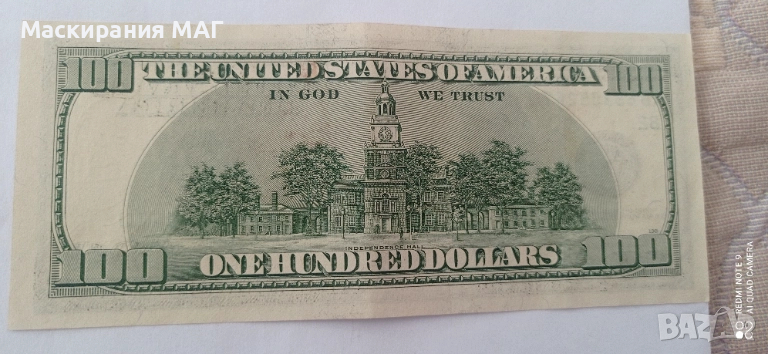 Маскирания МАГ
100 THE UNITED STATES OF AMERICA 100
IN GOD WE TRUST
INDEPENDENCE HALL
100 ONE HUNDRED DOLLARS 100
REDMI NOTE 9
AI QUAD CAMERA
BAZAR